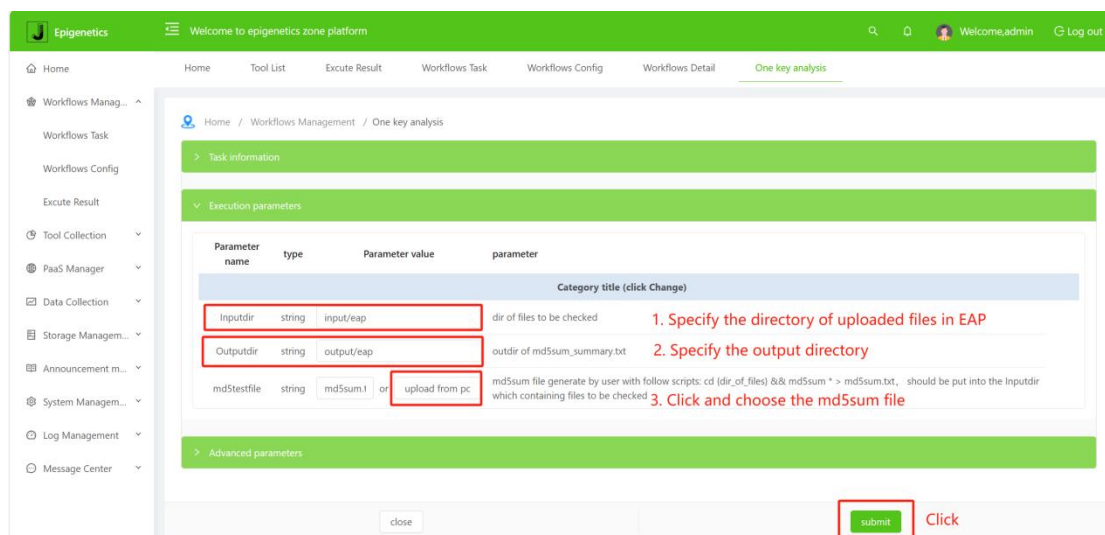 Epigenetics
Welcome to epigenetics zone platform
Welcome,admin
Log out
Home
Workflows Manag...
Workflows Task
Workflows Config
Excute Result
Tool Collection
PaaS Manager
Data Collection
Storage Managem...
Announcement m...
System Managem...
Log Management
Message Center
Home Tool List Excute Result Workflows Task Workflows Config Workflows Detail One key analysis
Home / Workflows Management / One key analysis
> Task information
Execution parameters
Parameter name type Parameter value parameter
Category title (click Change)
Inputdir string input/eap dir of files to be checked 1. Specify the directory of uploaded files in EAP
Outputdir string output/eap outdir of md5sum_summary.txt 2. Specify the output directory
md5testfile string md5sum.t or upload from pc md5sum file generate by user with follow scripts: cd (dir_of_files) && md5sum * > md5sum.txt, should be put into the Inputdir
which containing files to be checked 3. Click and choose the md5sum file
> Advanced parameters
close submit Click